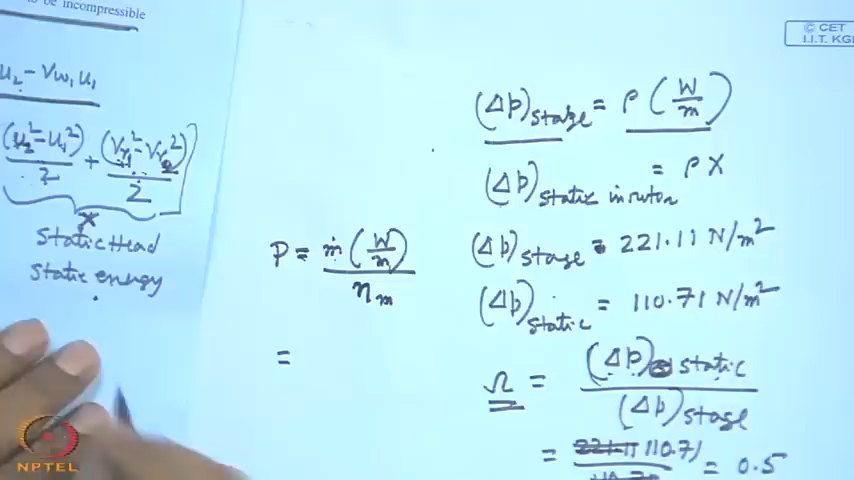 to be incompressible
© CET
I.I.T. KGP
u₂ - Vw₁ u₁
(u₂² - u₁²)/2 + (Vr₁² - Vr₂²)/2]
X
Static Head
Static energy
P = ṁ (W/m) / ηm
=
(Δp)stage = ρ (W/m)
(Δp)static in rotor = ρ X
(Δp)stage = 221.11 N/m²
(Δp)static = 110.71 N/m²
Ω = (Δp)static / (Δp)stage
= 110.71 / = 0.5
NPTEL